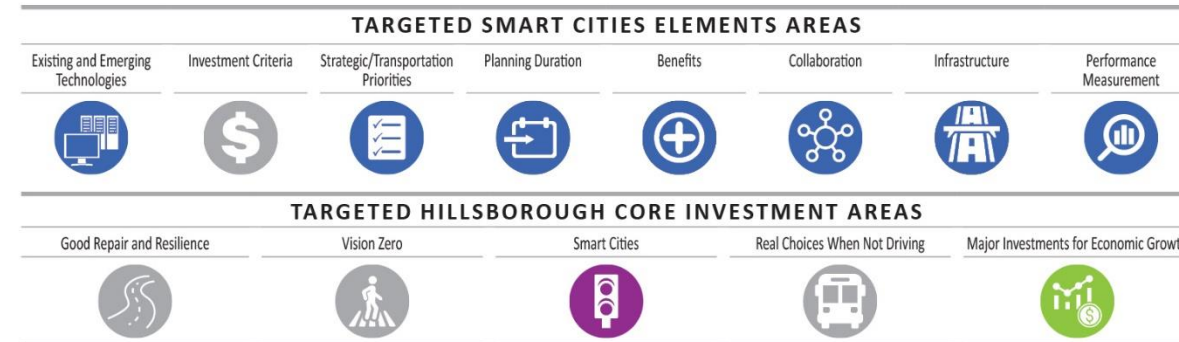 TARGETED SMART CITIES ELEMENTS AREAS
Existing and Emerging
Technologies
Investment Criteria
Strategic/Transportation
Priorities
Planning Duration
Benefits
Collaboration
Infrastructure
Performance
Measurement
TARGETED HILLSBOROUGH CORE INVESTMENT AREAS
Good Repair and Resilience
Vision Zero
Smart Cities
Real Choices When Not Driving
Major Investments for Economic Growt